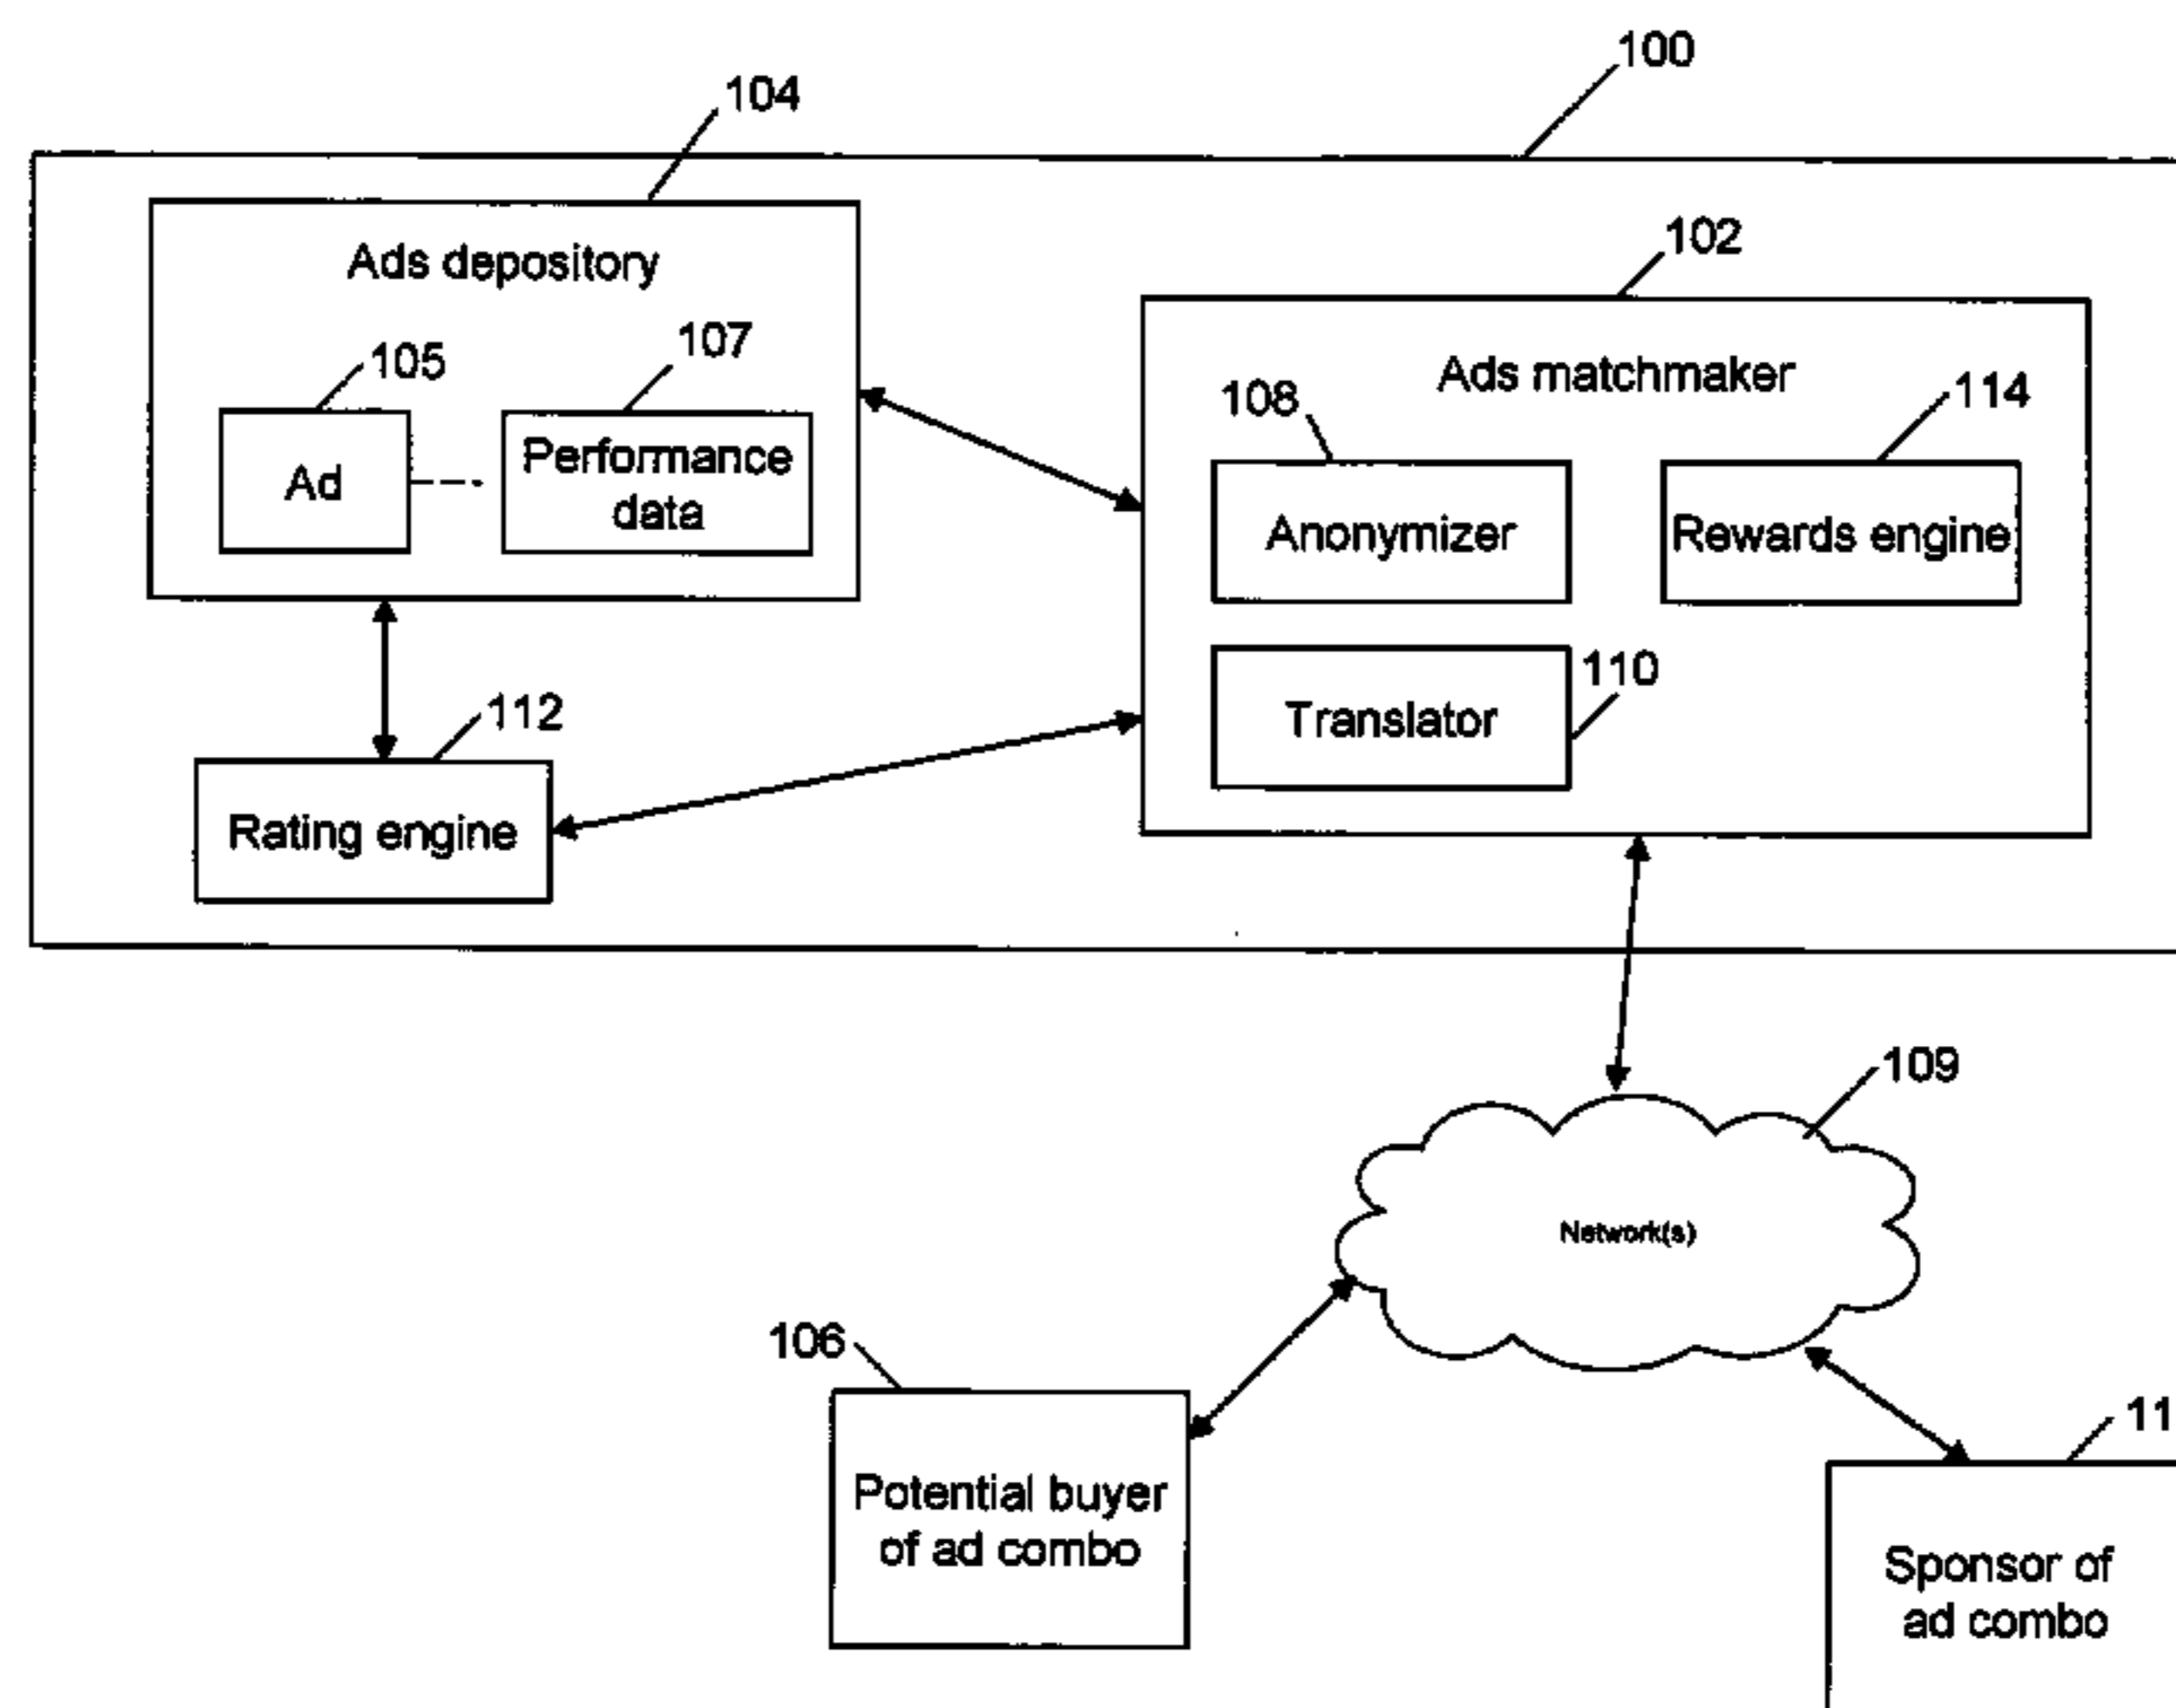 100
104
Ads depository
102
107
105
Ads matchmaker
108
114
Performance
data
Ad
Anonymizer
Rewards engine
110
112
Translator
Rating engine
109
Network(s)
106
11
Potential buyer
of ad combo
Sponsor of
ad combo